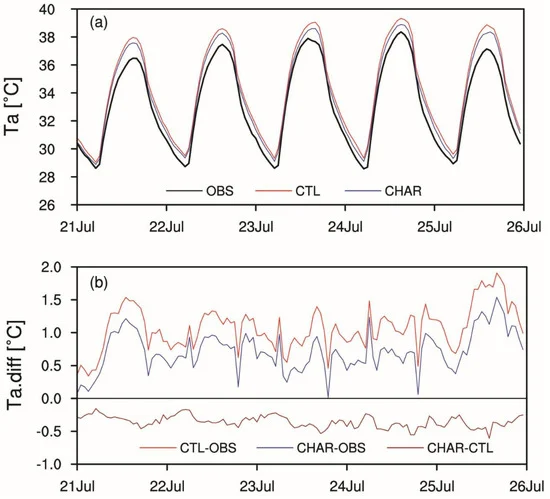 (a)
Ta [°C]
40
38
36
34
32
30
28
26
OBS CTL CHAR
21Jul 22Jul 23Jul 24Jul 25Jul 26Jul
(b)
Ta.diff [°C]
2.0
1.5
1.0
0.5
0.0
-0.5
-1.0
CTL-OBS CHAR-OBS CHAR-CTL
21Jul 22Jul 23Jul 24Jul 25Jul 26Jul